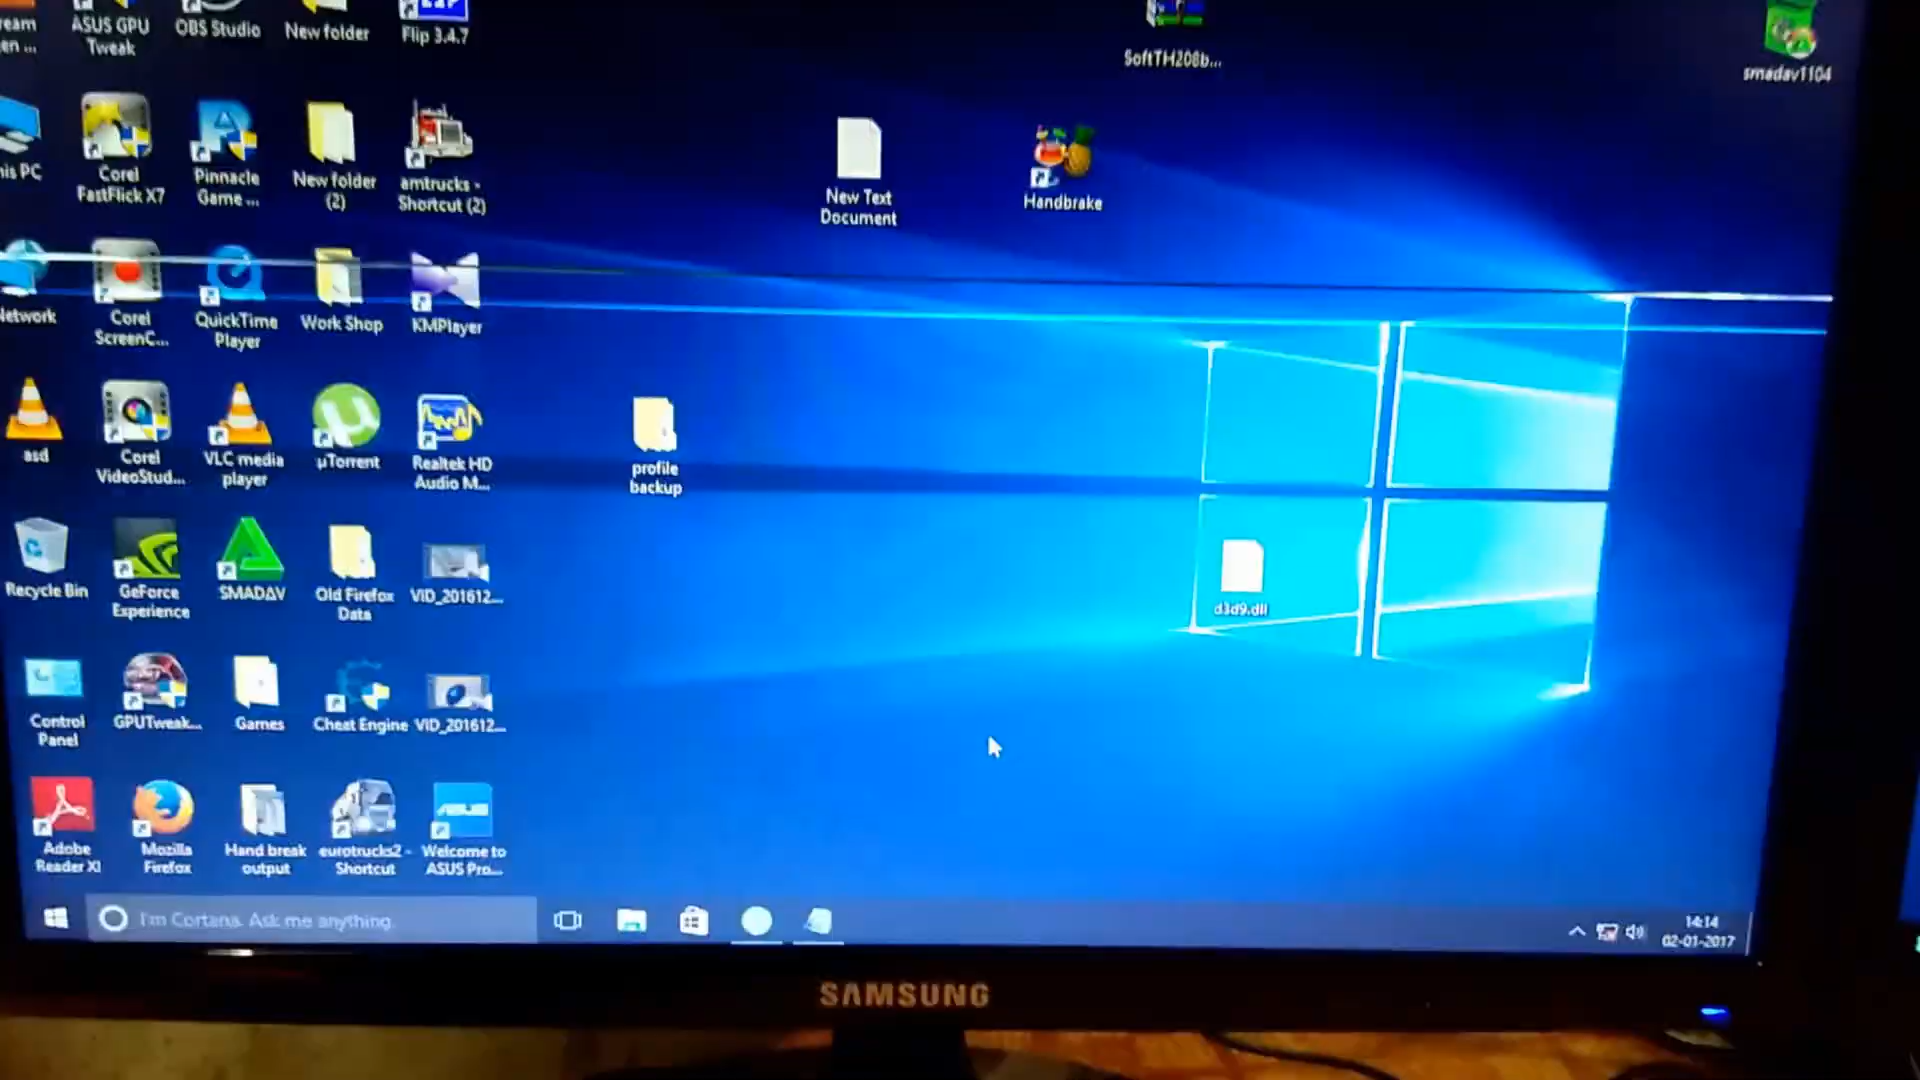 ASUS GPU
Tweak
OBS Studio
New folder
Flip 3.4.7
SoftTH208b...
smadav1104
his PC
Corel
FastFlick X7
Pinnacle
Game ...
New folder
(2)
amtrucks -
Shortcut (2)
New Text
Document
Handbrake
Network
Corel
ScreenC...
QuickTime
Player
Work Shop
KMPlayer
asd
Corel
VideoStud...
VLC media
player
µTorrent
Realtek HD
Audio M...
profile
backup
Recycle Bin
GeForce
Experience
SMADAV
Old Firefox
Data
VID_201612...
d3d9.dll
Control
Panel
GPUTweak...
Games
Cheat Engine
VID_201612...
Adobe
Reader XI
Mozilla
Firefox
Hand break
output
eurotrucks2 -
Shortcut
ASUS
Welcome to
ASUS Pro...
I'm Cortana. Ask me anything.
14:14
02-01-2017
SAMSUNG